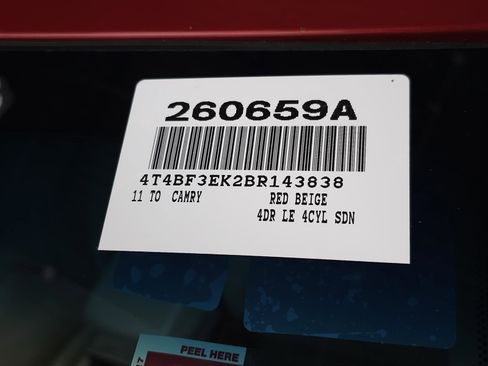 260659A
4T4BF3EK2BR143838
11 TO CAMRY RED BEIGE
4DR LE 4CYL SDN
PEEL HERE